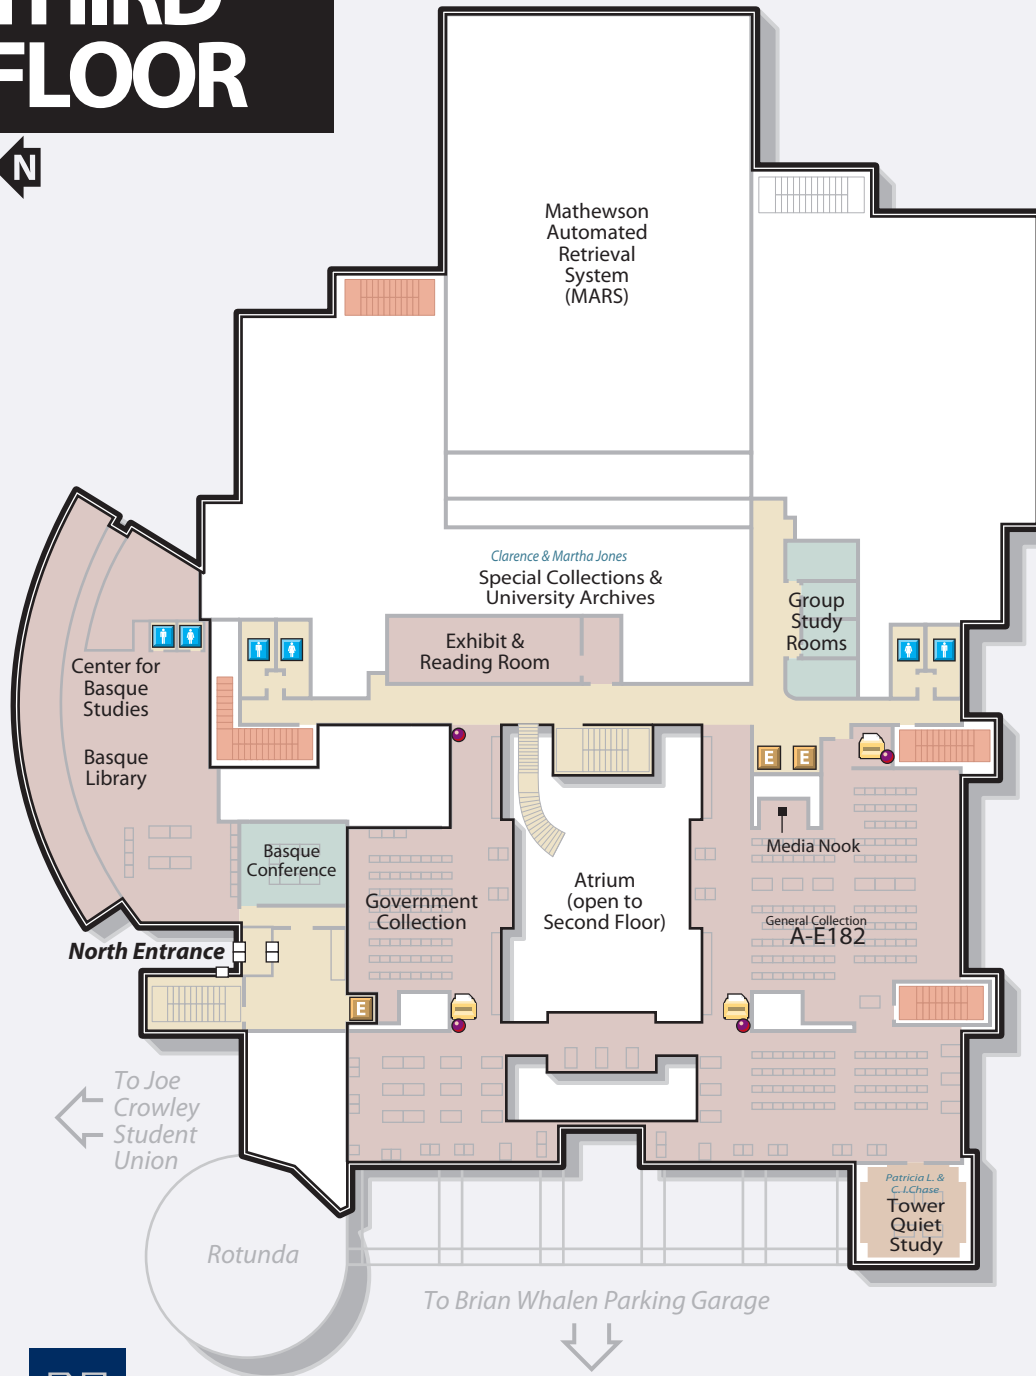 THIRD
FLOOR
N
Mathewson
Automated
Retrieval
System
(MARS)
Clarence & Martha Jones
Special Collections &
University Archives
Exhibit &
Reading Room
Group
Study
Rooms
Center for
Basque
Studies
Basque
Library
E E
Media Nook
Basque
Conference
Government
Collection
Atrium
(open to
Second Floor)
General Collection
A-E182
North Entrance
E
To Joe
Crowley
Student
Union
Patricia L. &
C. I.Chase
Tower
Quiet
Study
Rotunda
To Brian Whalen Parking Garage